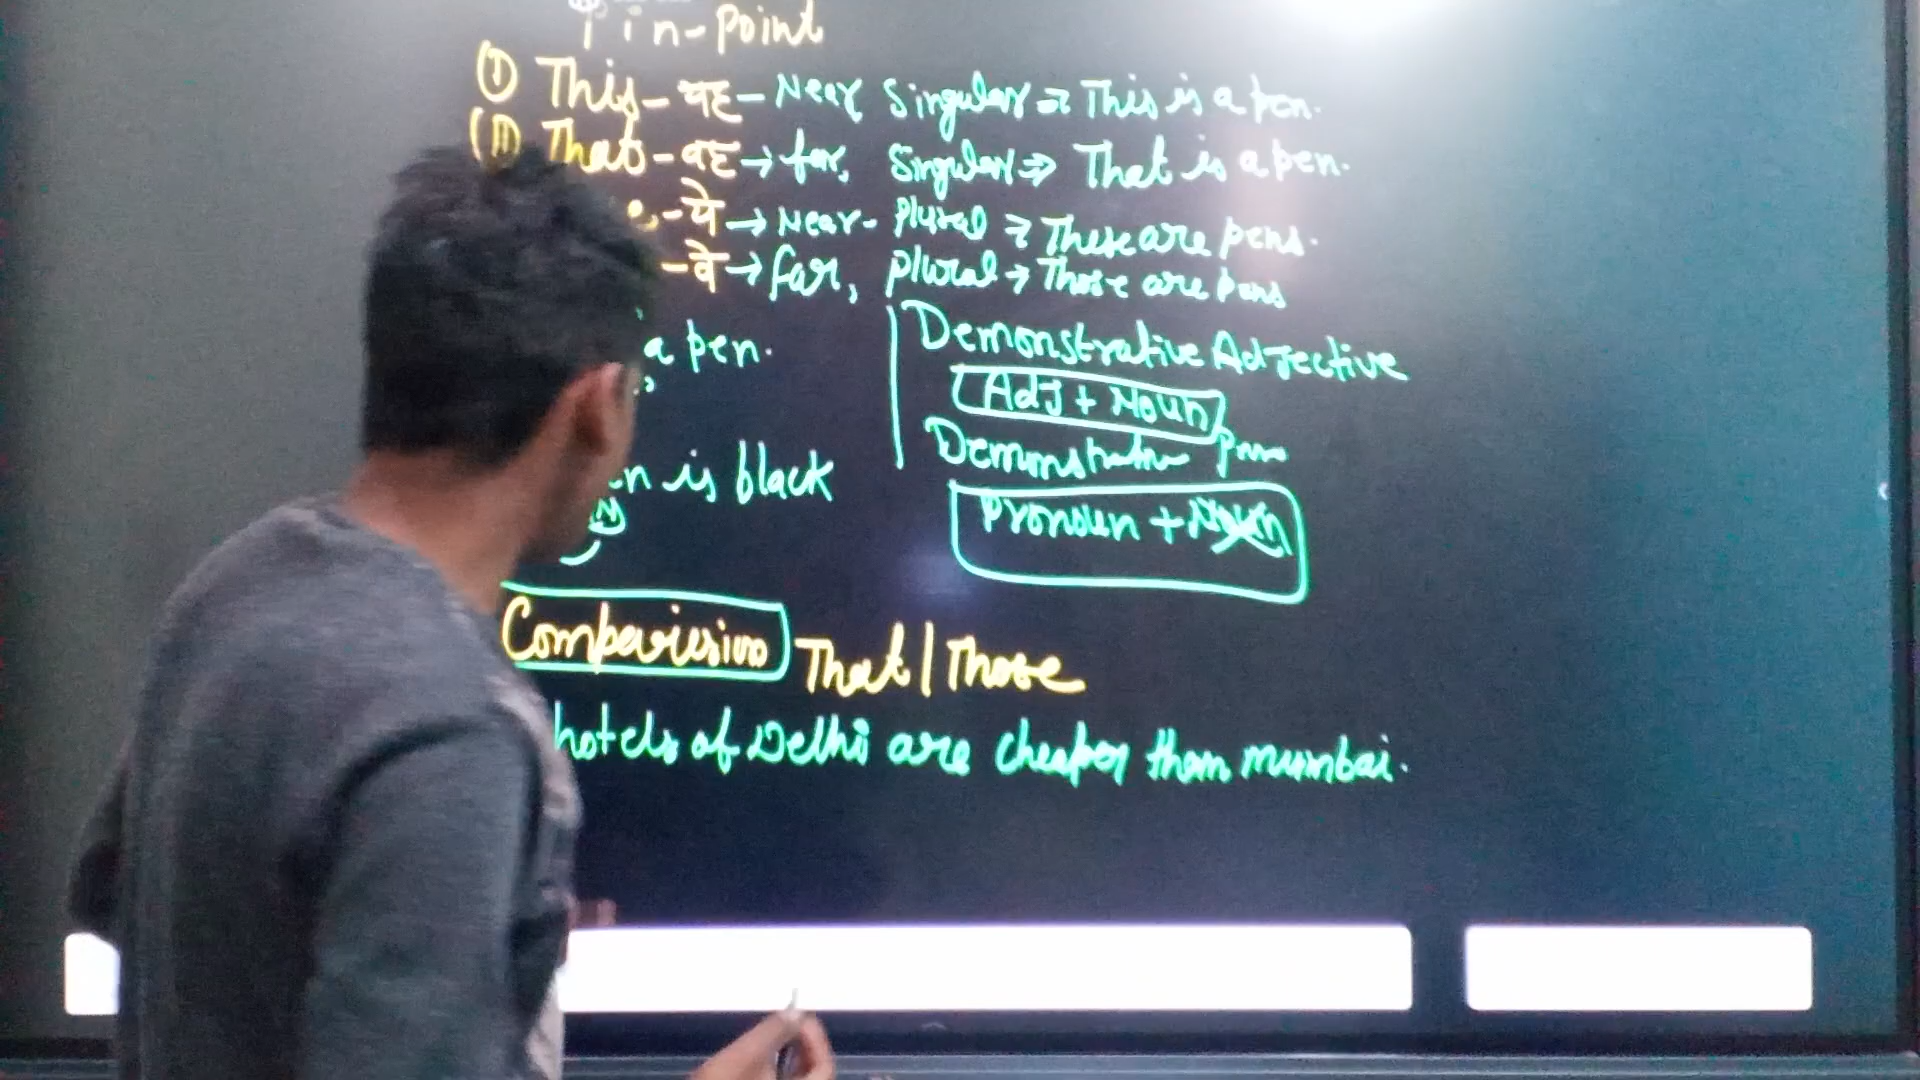 Pin-point
(I) This - यह - Near Singular ⇒ This is a pen.
(II) That - वह → far, Singular ⇒ That is a pen.
- ये → Near - Plural ⇒ These are pens.
- वे → far, plural → Those are pens
a pen.
Demonstrative Adjective
Adj + Noun
Demonstrative
is black
N
Pronoun + Noun
Comparision That / Those
hotels of Delhi are cheaper than mumbai.